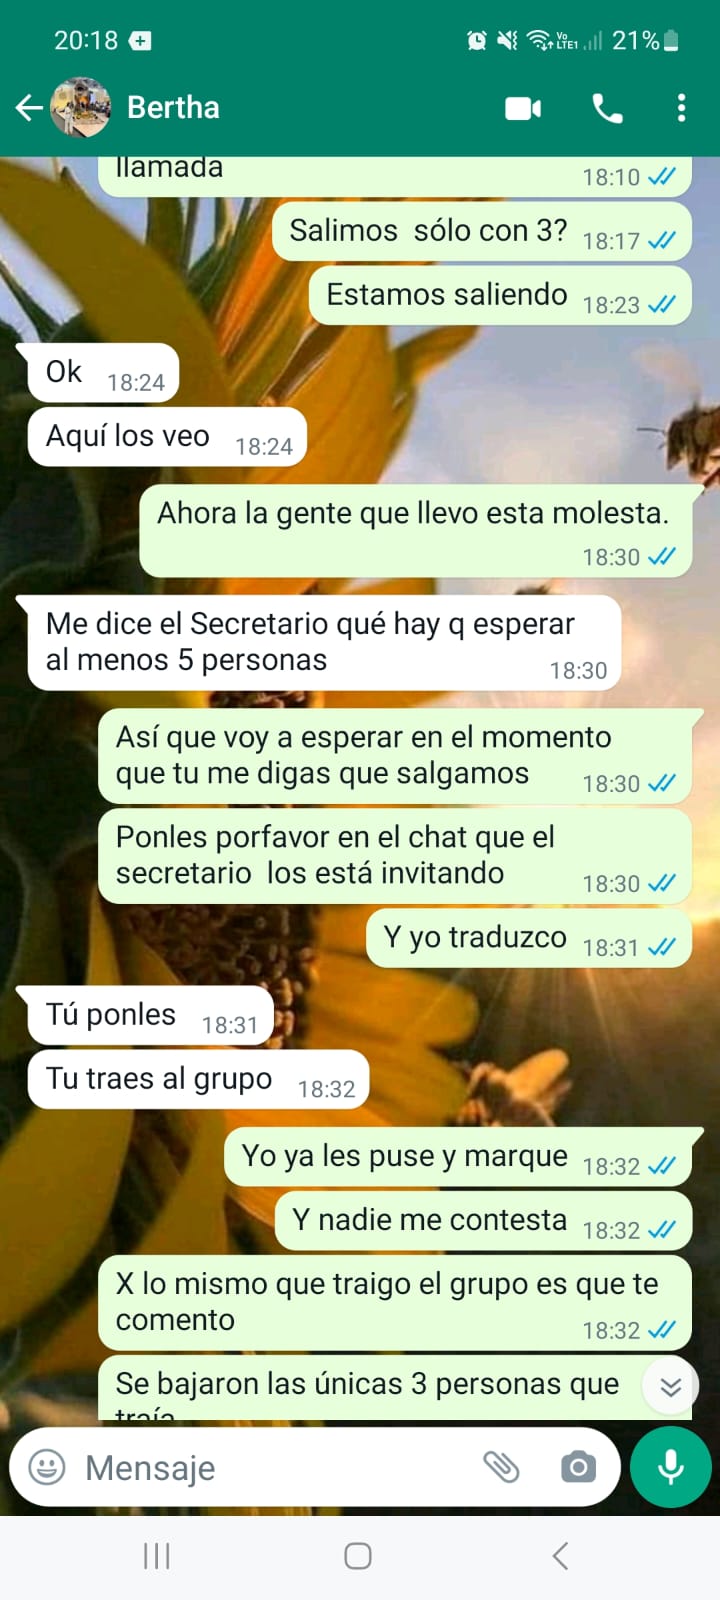 20:18
Vo
LTE1
21%
Bertha
llamada
18:10
Salimos sólo con 3? 18:17
Estamos saliendo 18:23
Ok 18:24
Aquí los veo 18:24
Ahora la gente que llevo esta molesta.
18:30
Me dice el Secretario qué hay q esperar
al menos 5 personas 18:30
Así que voy a esperar en el momento
que tu me digas que salgamos 18:30
Ponles porfavor en el chat que el
secretario los está invitando 18:30
Y yo traduzco 18:31
Tú ponles 18:31
Tu traes al grupo 18:32
Yo ya les puse y marque 18:32
Y nadie me contesta 18:32
X lo mismo que traigo el grupo es que te
comento 18:32
Se bajaron las únicas 3 personas que
traía
Mensaje